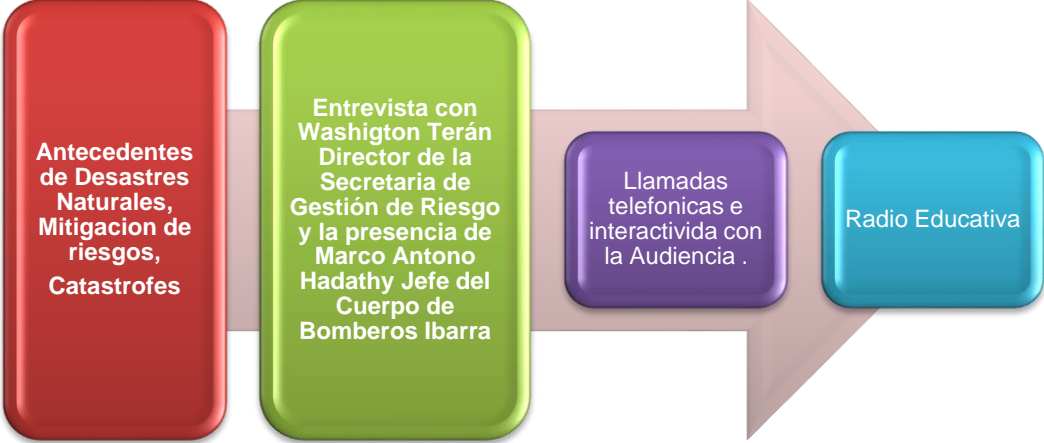 Antecedentes
de Desastres
Naturales,
Mitigacion de
riesgos,
Catastrofes
Entrevista con
Washigton Terán
Director de la
Secretaria de
Gestión de Riesgo
y la presencia de
Marco Antono
Hadathy Jefe del
Cuerpo de
Bomberos Ibarra
Llamadas
telefonicas e
interactivida con
la Audiencia .
Radio Educativa